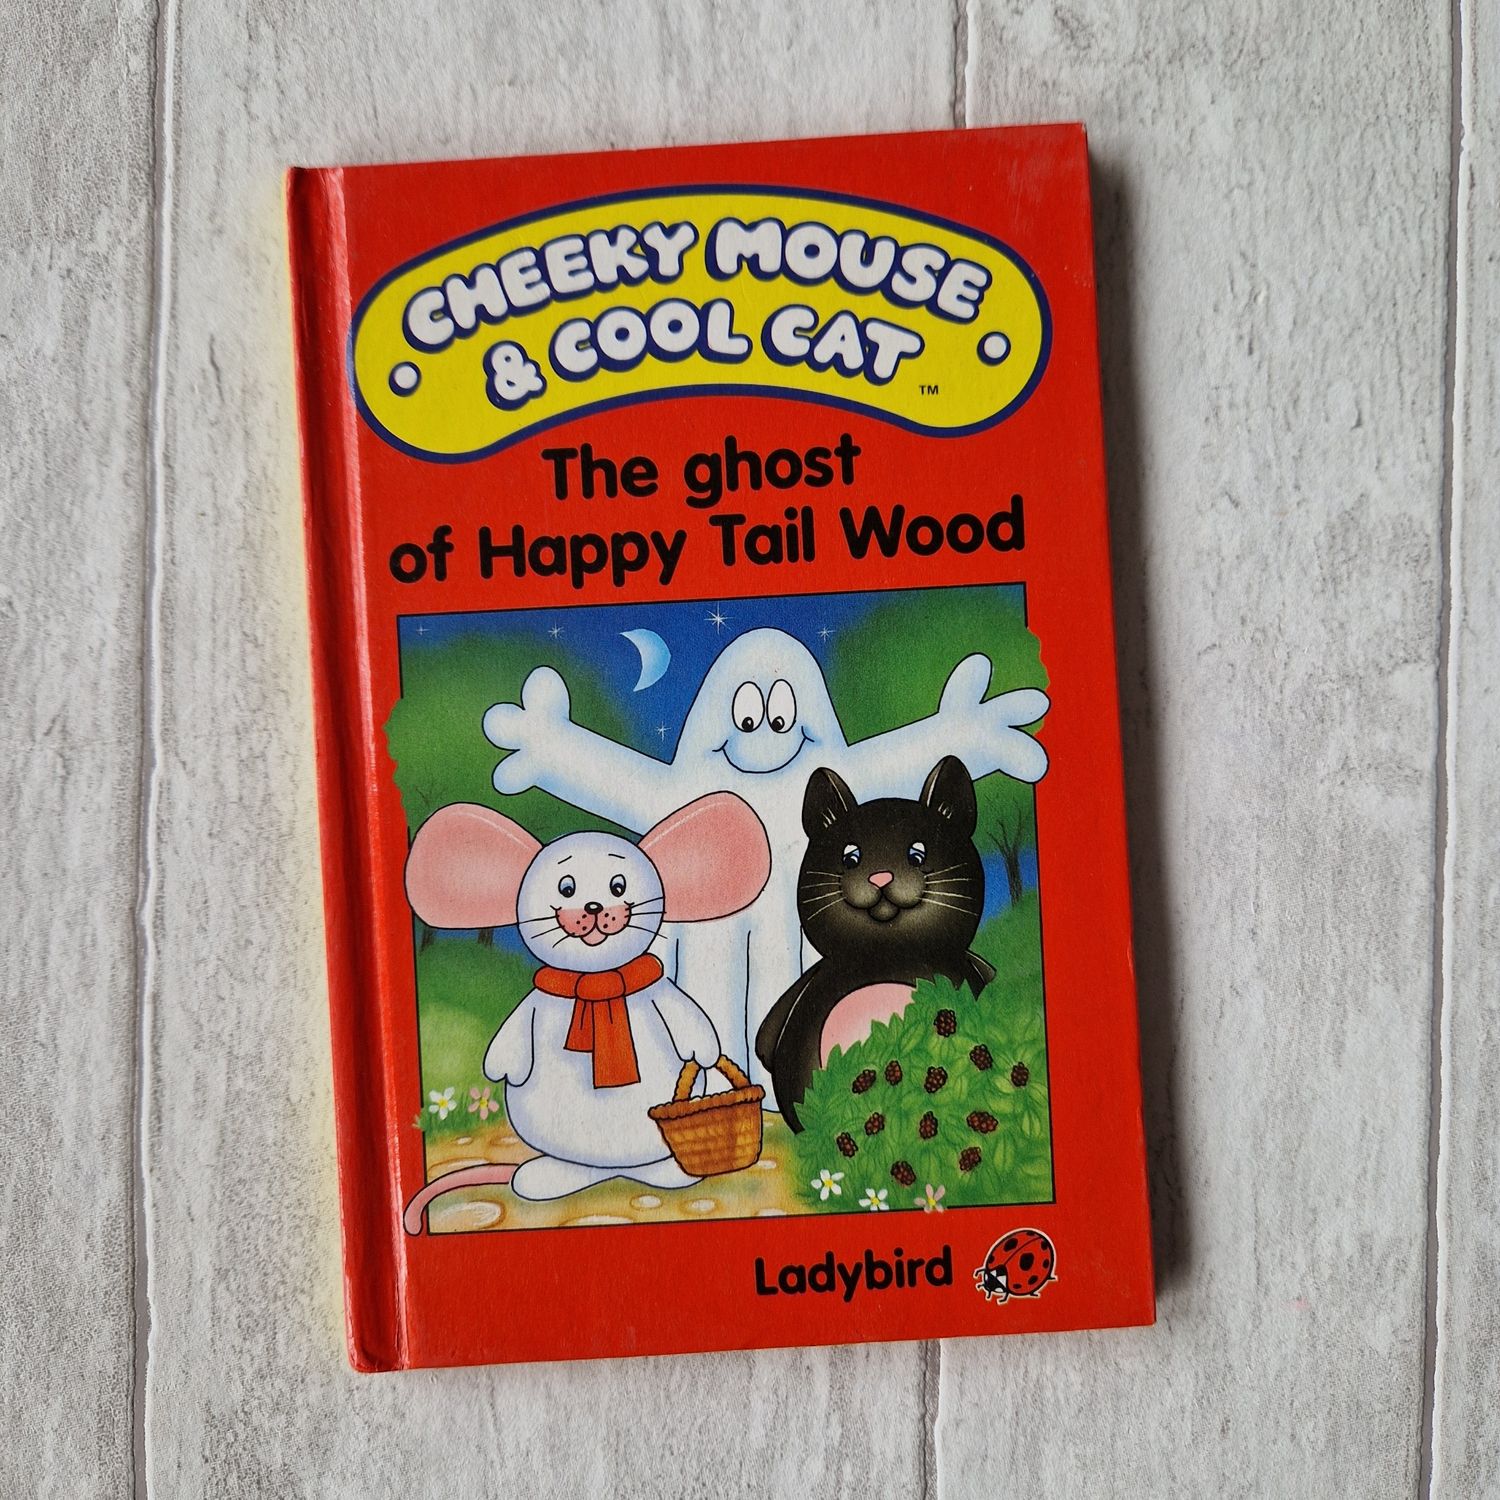 CHEEKY MOUSE
& COOL CAT ™
The ghost
of Happy Tail Wood
Ladybird